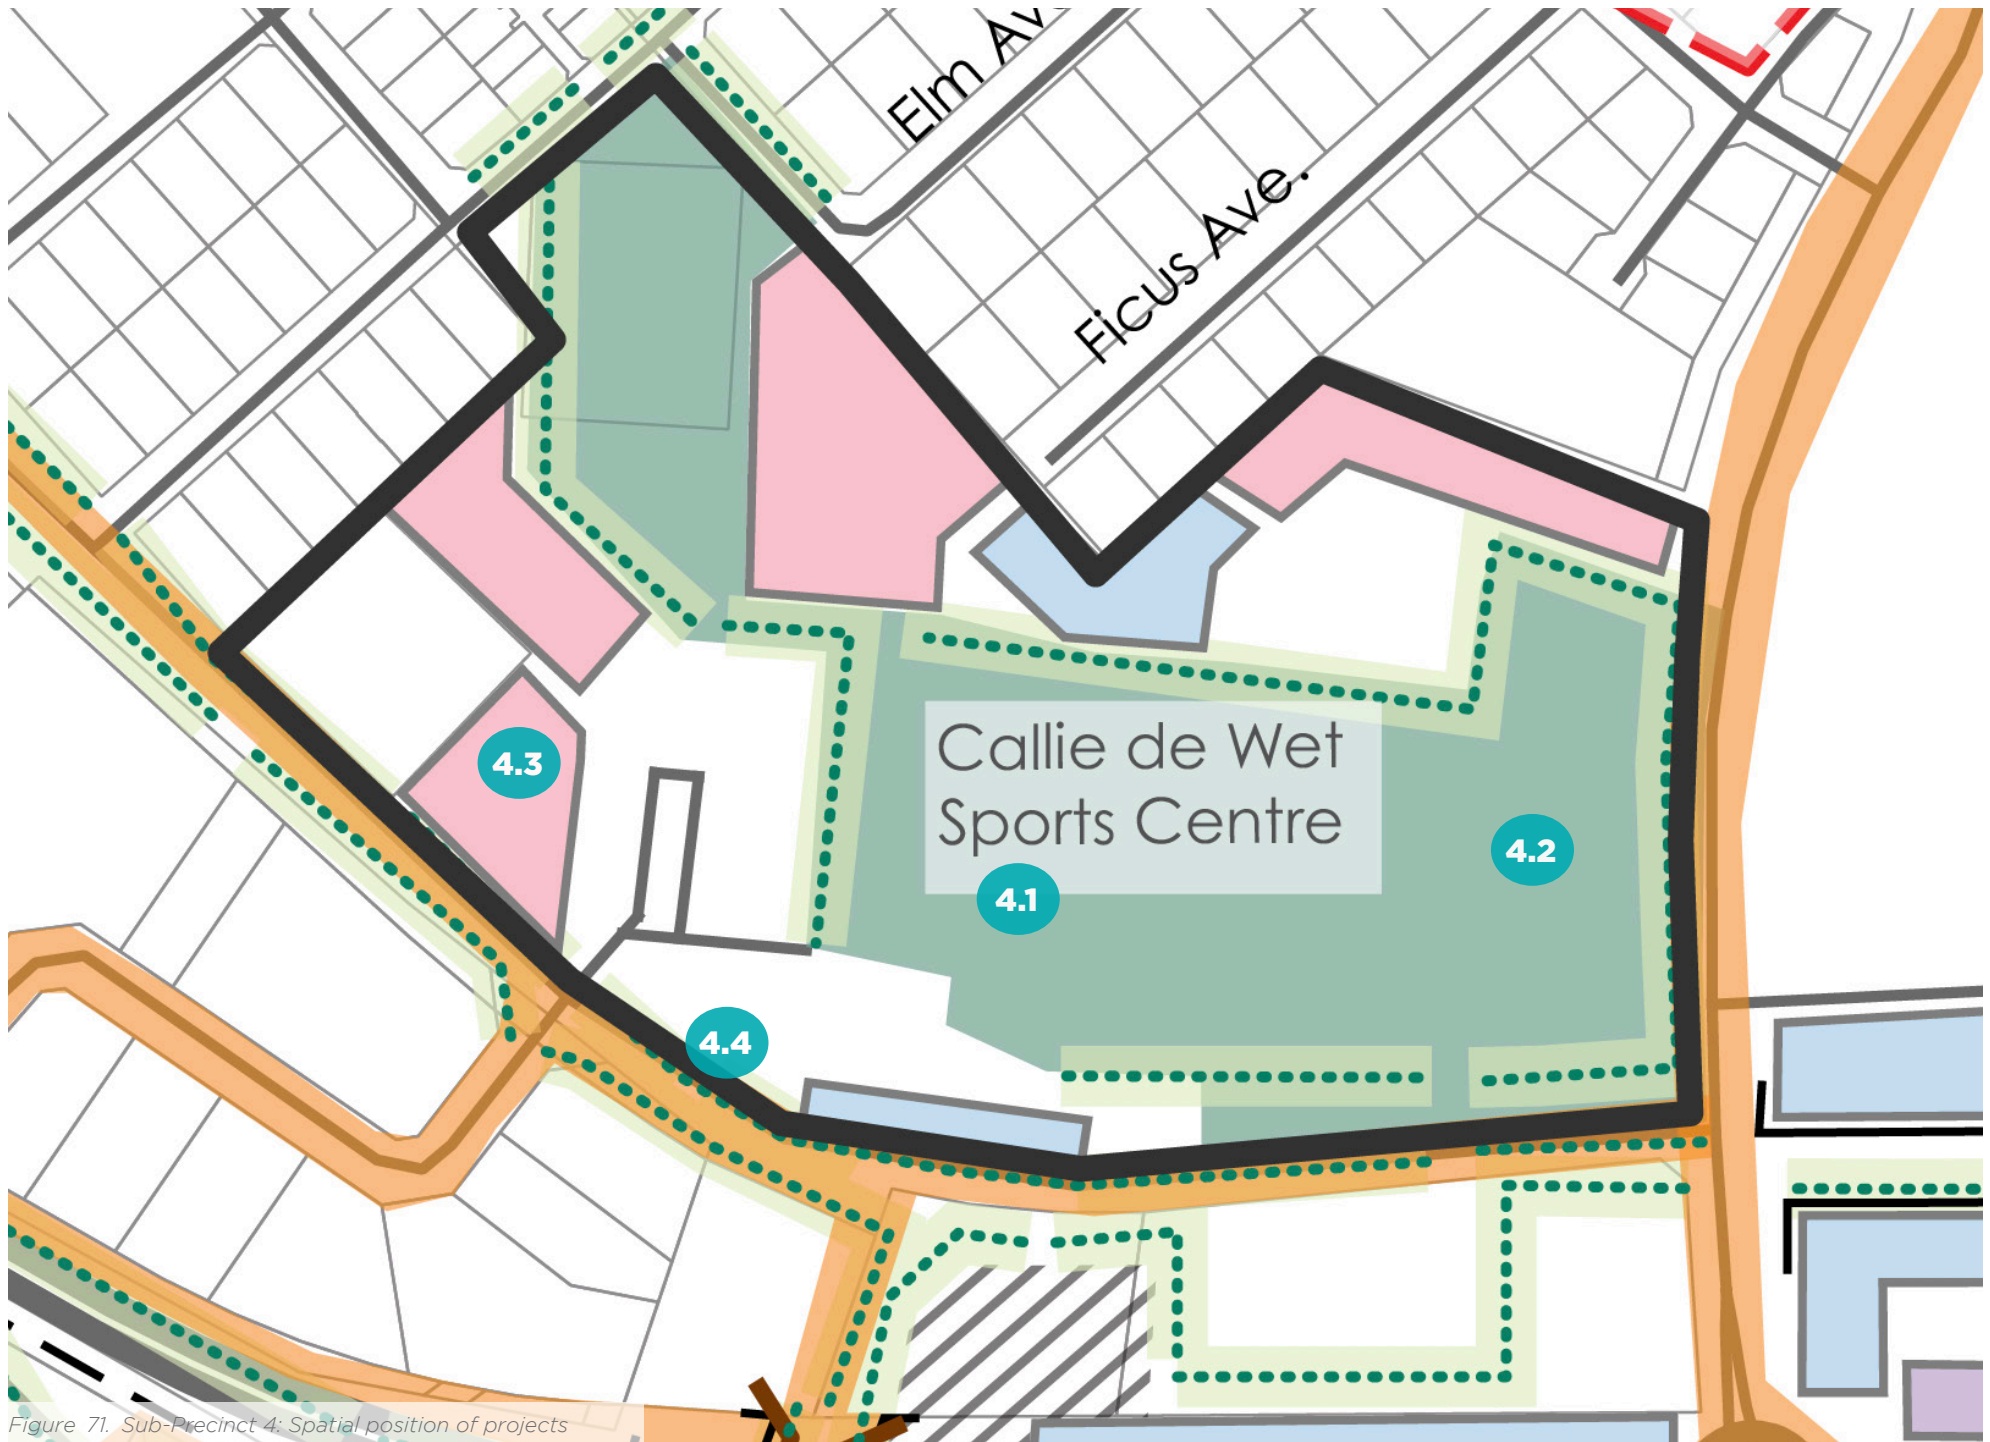 Elm Av
Ficus Ave.
Callie de Wet
Sports Centre
4.3
4.2
4.1
4.4
Figure 71. Sub-Precinct 4: Spatial position of projects